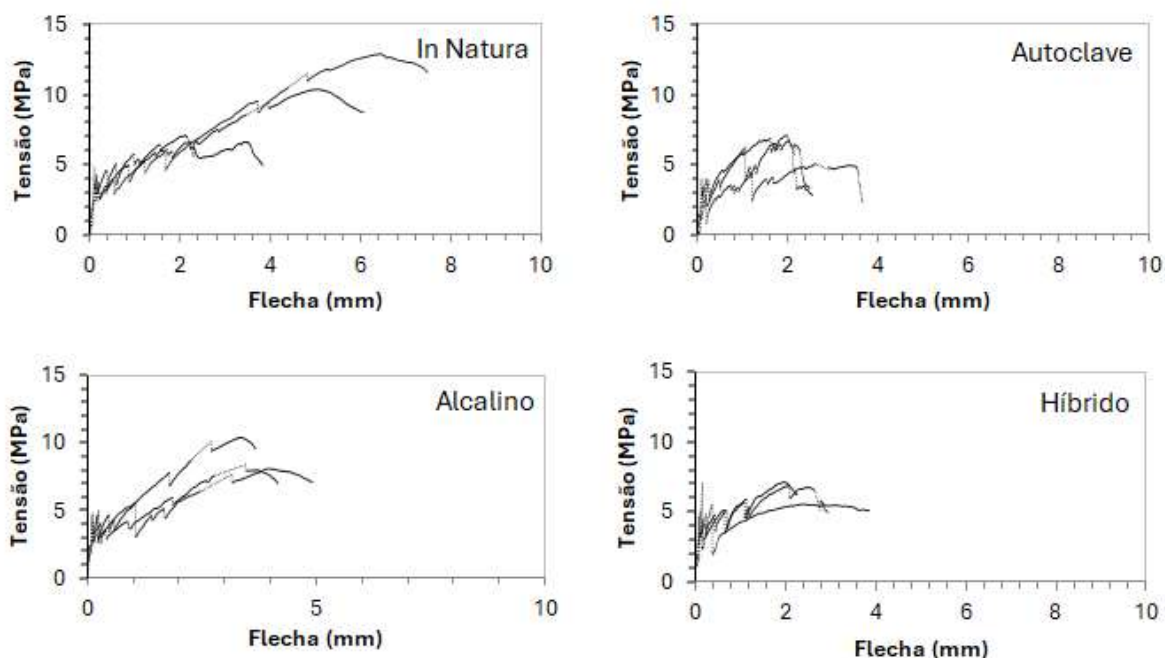 In Natura
Tensão (MPa)
15
10
5
0
0 2 4 6 8 10
Flecha (mm)
Autoclave
Tensão (MPa)
15
10
5
0
0 2 4 6 8 10
Flecha (mm)
Alcalino
Tensão (MPa)
15
10
5
0
0 5 10
Flecha (mm)
Híbrido
Tensão (MPa)
15
10
5
0
0 2 4 6 8 10
Flecha (mm)